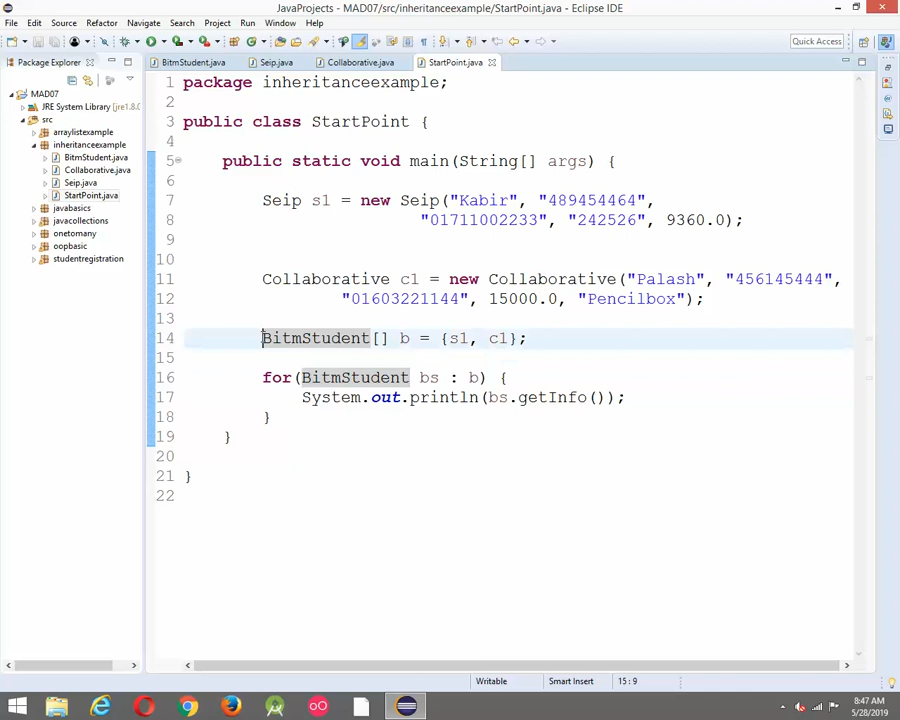 JavaProjects - MAD07/src/inheritanceexample/StartPoint.java - Eclipse IDE
File Edit Source Refactor Navigate Search Project Run Window Help
Quick Access
Package Explorer
BitmStudent.java
Seip.java
Collaborative.java
StartPoint.java
MAD07
JRE System Library [jre1.8.0
src
arraylistexample
inheritanceexample
BitmStudent.java
Collaborative.java
Seip.java
StartPoint.java
javabasics
javacollections
onetomany
oopbasic
studentregistration
1 package inheritanceexample;
2
3 public class StartPoint {
4
5 public static void main(String[] args) {
6
7 Seip s1 = new Seip("Kabir", "489454464",
8 "01711002233", "242526", 9360.0);
9
10
11 Collaborative c1 = new Collaborative("Palash", "456145444",
12 "01603221144", 15000.0, "Pencilbox");
13
14 BitmStudent[] b = {s1, c1};
15
16 for(BitmStudent bs : b) {
17 System.out.println(bs.getInfo());
18 }
19 }
20
21 }
22
Writable Smart Insert 15 : 9
8:47 AM
5/28/2019